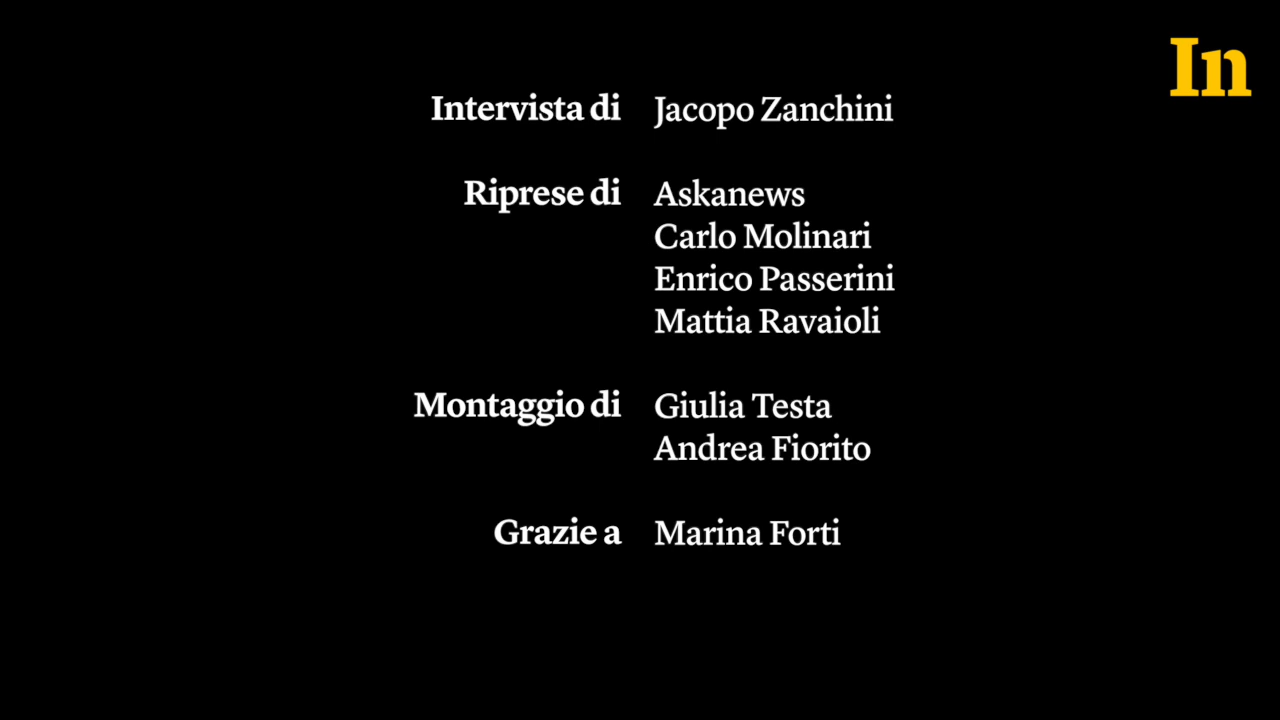 In
Intervista di Jacopo Zanchini
Riprese di Askanews
Carlo Molinari
Enrico Passerini
Mattia Ravaioli
Montaggio di Giulia Testa
Andrea Fiorito
Grazie a Marina Forti